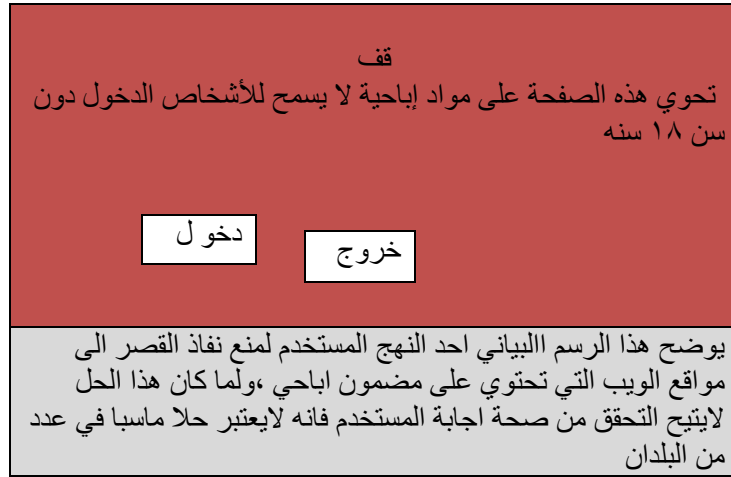 قف
تحوي هذه الصفحة على مواد إباحية لا يسمح للأشخاص الدخول دون
سن ١٨ سنه
دخو ل
خروج
يوضح هذا الرسم االبياني احد النهج المستخدم لمنع نفاذ القصر الى
مواقع الويب التي تحتوي على مضمون اباحي ،ولما كان هذا الحل
لايتيح التحقق من صحة اجابة المستخدم فانه لايعتبر حلا ماسبا في عدد
من البلدان